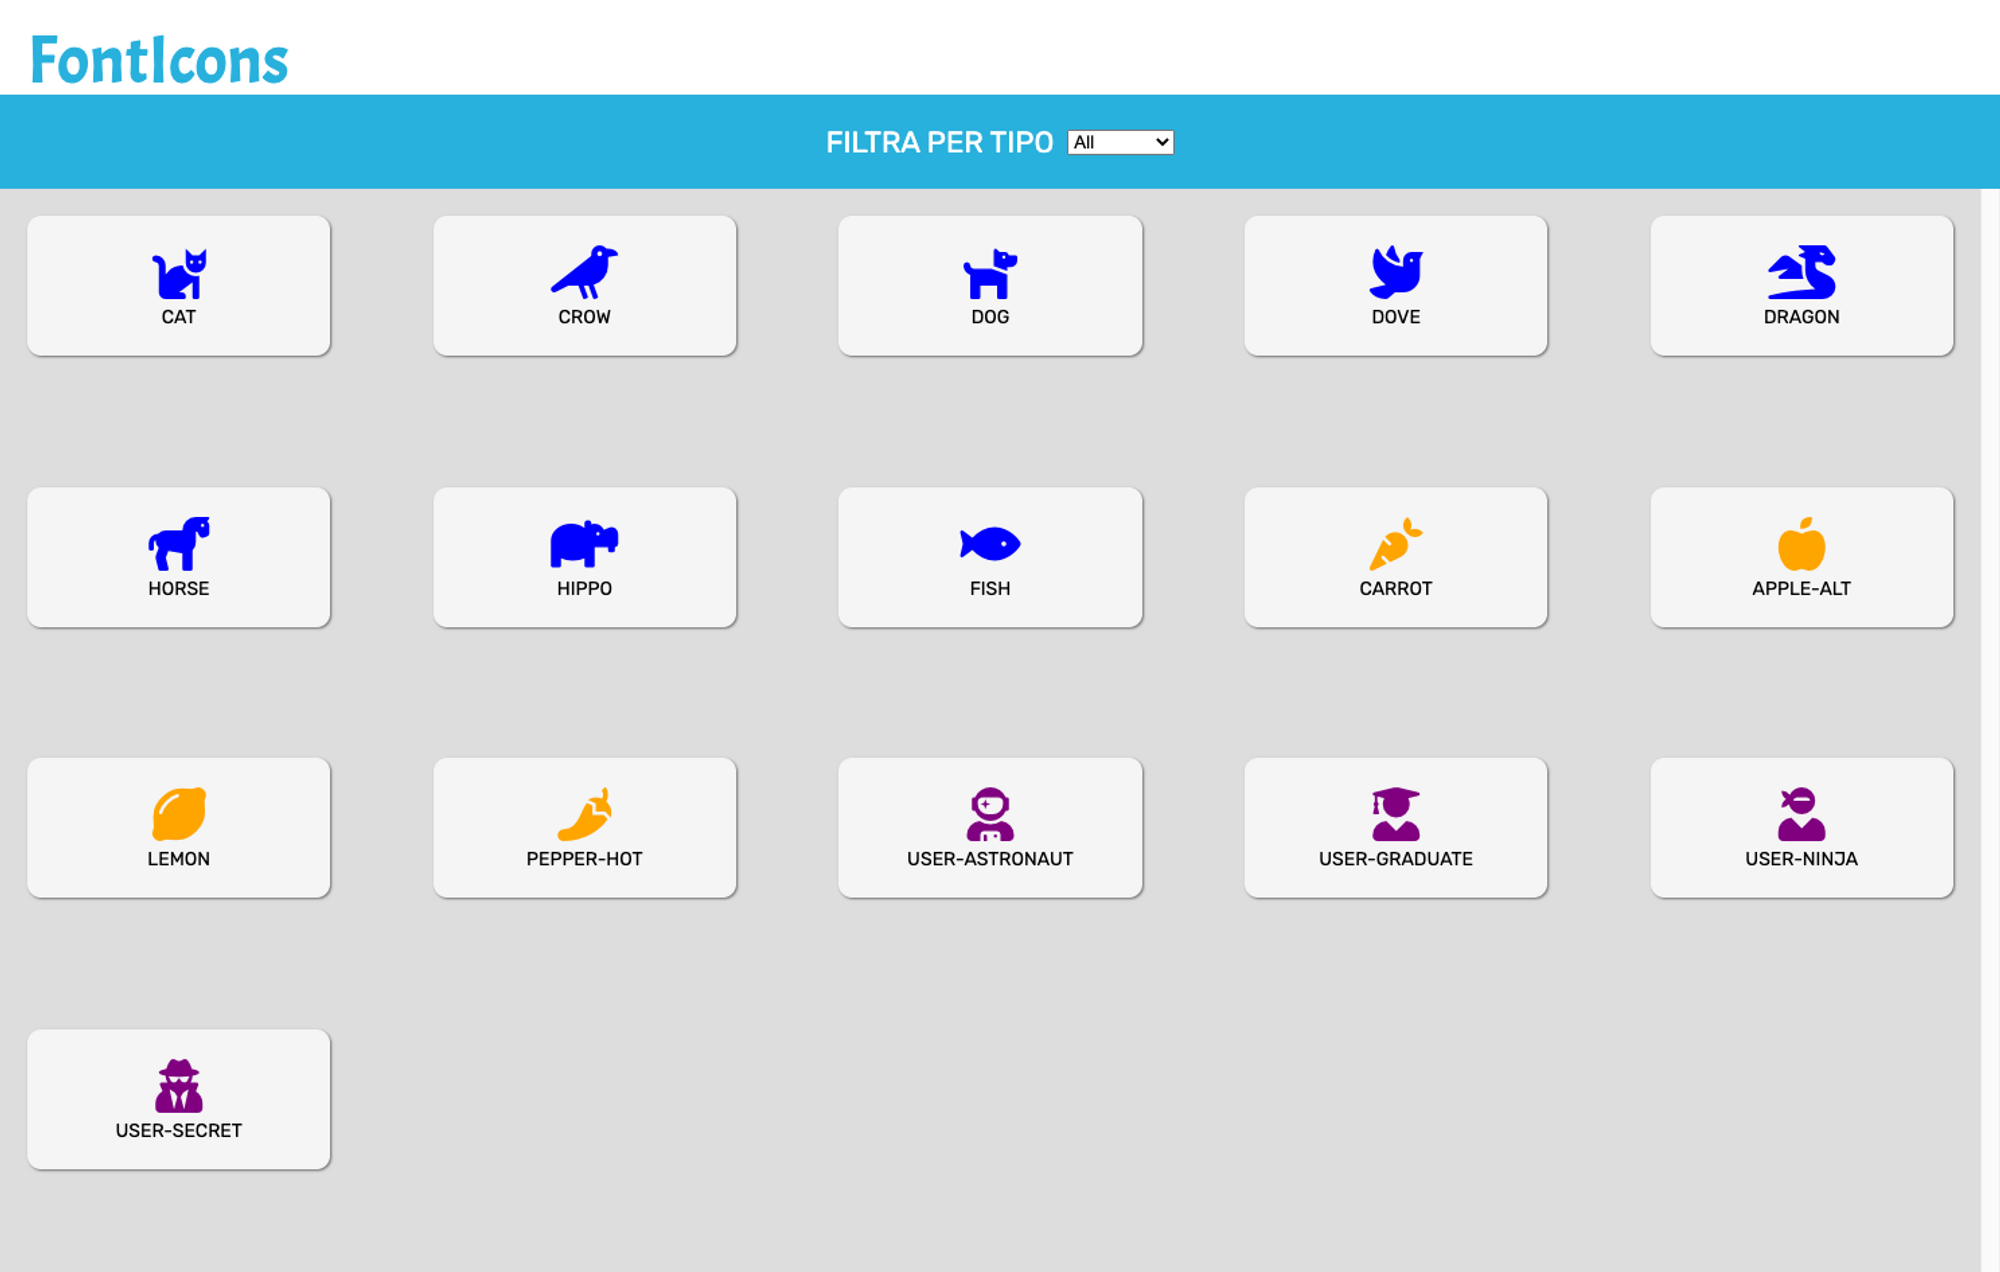 FontIcons
FILTRA PER TIPO All
CAT CROW DOG DOVE DRAGON
HORSE HIPPO FISH CARROT APPLE-ALT
LEMON PEPPER-HOT USER-ASTRONAUT USER-GRADUATE USER-NINJA
USER-SECRET